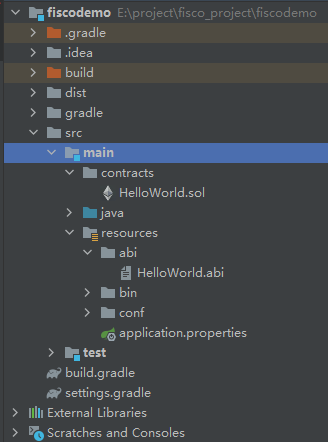 fiscodemo E:\project\fisco_project\fiscodemo
.gradle
.idea
build
dist
gradle
src
main
contracts
HelloWorld.sol
java
resources
abi
HelloWorld.abi
bin
conf
application.properties
test
build.gradle
settings.gradle
External Libraries
Scratches and Consoles